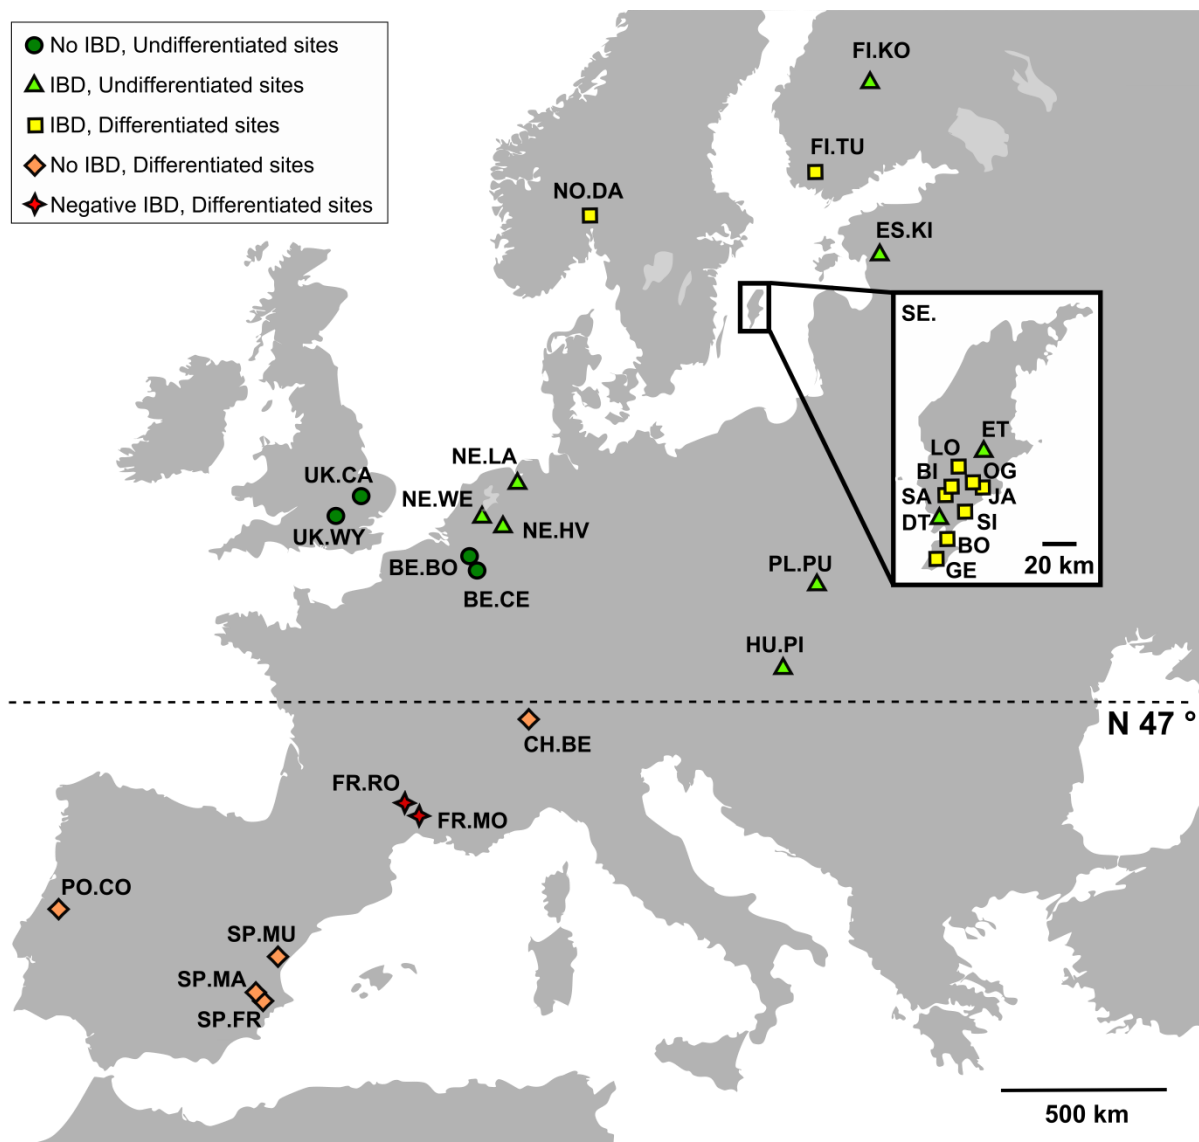 No IBD, Undifferentiated sites
IBD, Undifferentiated sites
IBD, Differentiated sites
No IBD, Differentiated sites
Negative IBD, Differentiated sites
FI.KO
FI.TU
NO.DA
ES.KI
SE.
ET
LO
BI
OG
SA
JA
DT
SI
BO
GE
20 km
NE.LA
UK.CA
NE.WE
UK.WY
NE.HV
BE.BO
BE.CE
PL.PU
HU.PI
N 47 °
CH.BE
FR.RO
FR.MO
PO.CO
SP.MU
SP.MA
SP.FR
500 km